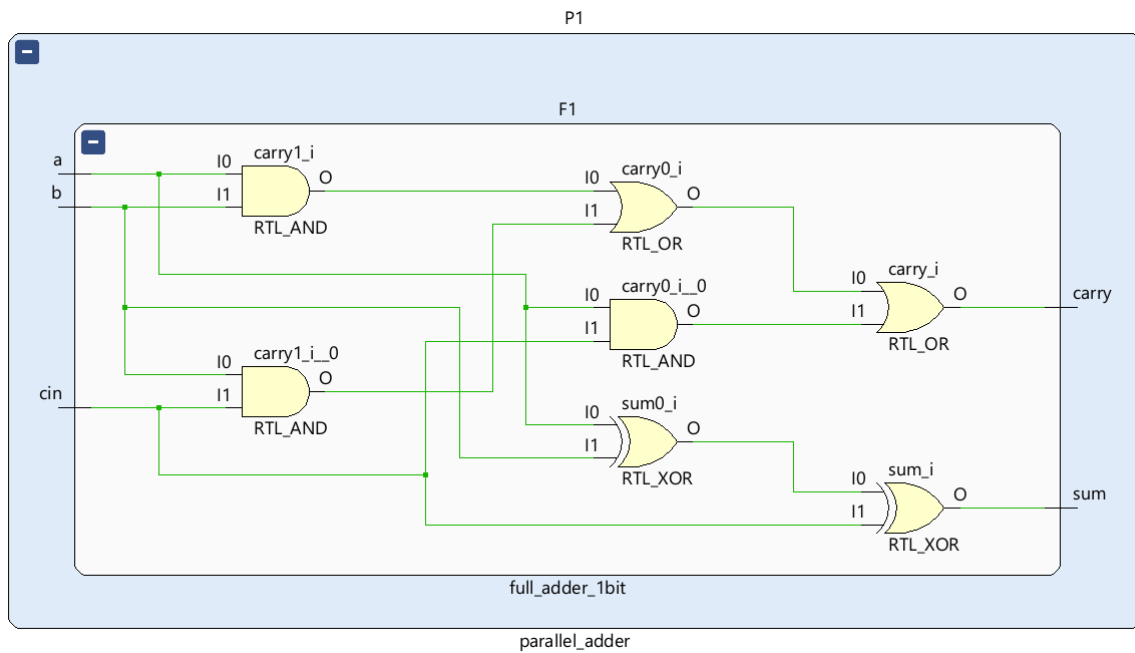 P1
F1
a
b
cin
I0
I1
carry1_i
O
RTL_AND
I0
I1
carry1_i__0
O
RTL_AND
I0
I1
carry0_i
O
RTL_OR
I0
I1
carry0_i__0
O
RTL_AND
I0
I1
sum0_i
O
RTL_XOR
I0
I1
carry_i
O
RTL_OR
I0
I1
sum_i
O
RTL_XOR
carry
sum
full_adder_1bit
parallel_adder